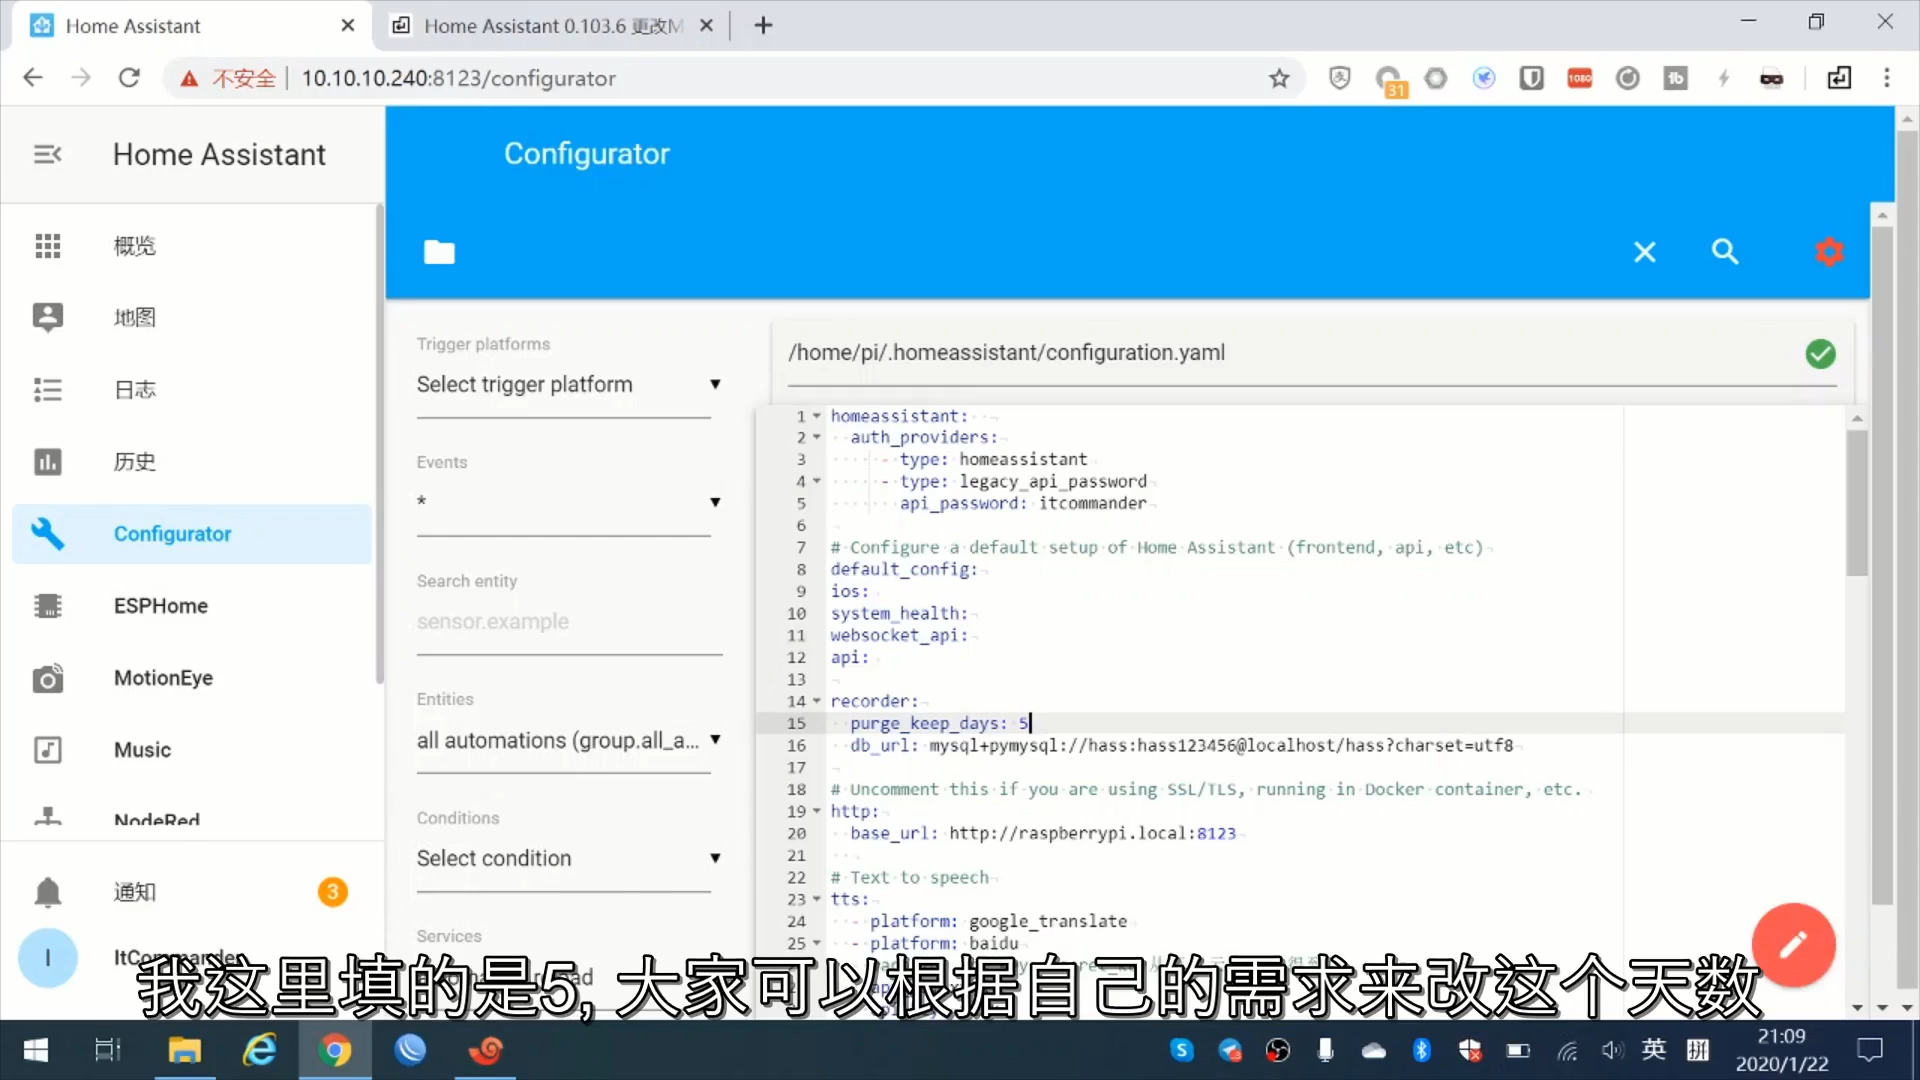 Home Assistant
Home Assistant 0.103.6 更改M
不安全
10.10.10.240:8123/configurator
31
1080
Home Assistant
Configurator
概览
地图
日志
历史
Configurator
ESPHome
MotionEye
Music
NodeRed
通知
3
I
Trigger platforms
Select trigger platform
Events
*
Search entity
sensor.example
Entities
all automations (group.all_a...
Conditions
Select condition
Services
/home/pi/.homeassistant/configuration.yaml
1 homeassistant:
2 auth_providers:
3 - type: homeassistant
4 - type: legacy_api_password
5 api_password: itcommander
6
7 # Configure a default setup of Home Assistant (frontend, api, etc)
8 default_config:
9 ios:
10 system_health:
11 websocket_api:
12 api:
13
14 recorder:
15 purge_keep_days: 5
16 db_url: mysql+pymysql://hass:hass123456@localhost/hass?charset=utf8
17
18 # Uncomment this if you are using SSL/TLS, running in Docker container, etc.
19 http:
20 base_url: http://raspberrypi.local:8123
21
22 # Text to speech
23 tts:
24 - platform: google_translate
25 - platform: baidu
我这里填的是5, 大家可以根据自己的需求来改这个天数
英
拼
21:09
2020/1/22